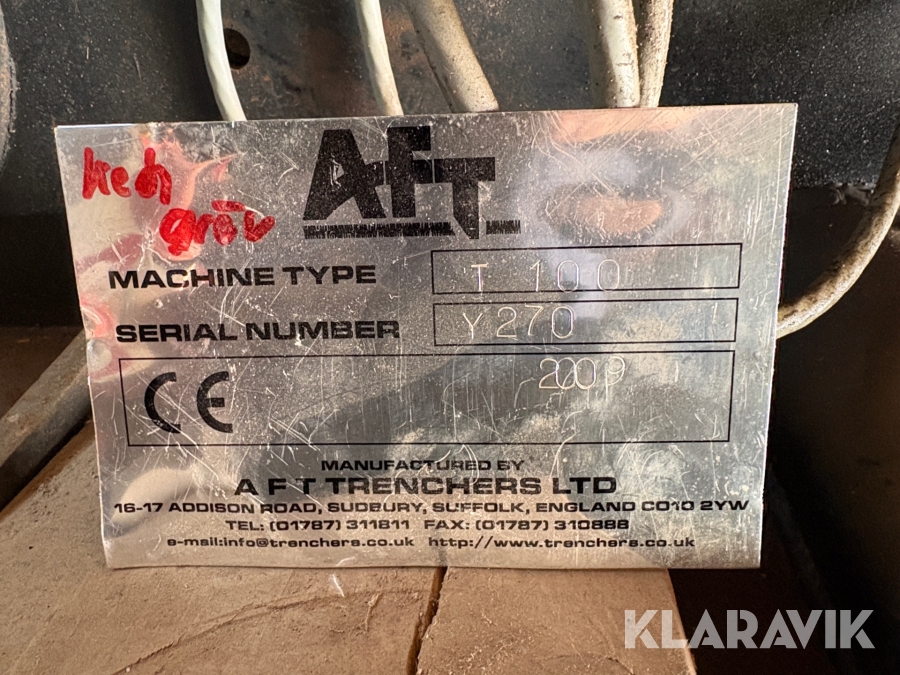 ked
gröv
AFT
MACHINE TYPE T 100
SERIAL NUMBER Y270
CE 2009
MANUFACTURED BY
A F T TRENCHERS LTD
16-17 ADDISON ROAD, SUDBURY, SUFFOLK, ENGLAND CO10 2YW
TEL: (01787) 311811 FAX: (01787) 310888
e-mail:info@trenchers.co.uk http://www.trenchers.co.uk
KLARAVIK